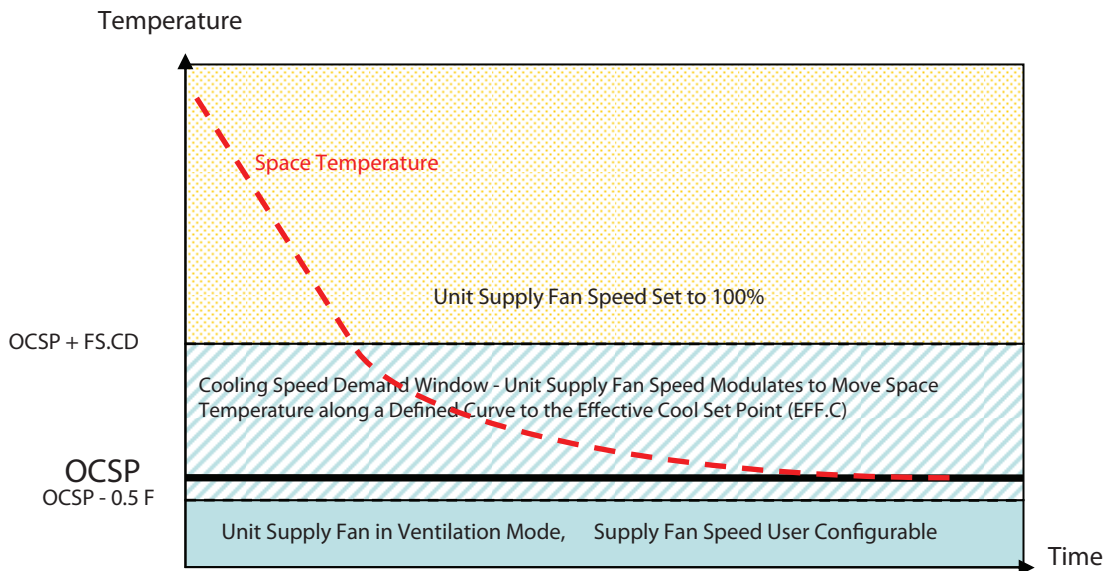 Temperature
Space Temperature
Unit Supply Fan Speed Set to 100%
OCSP + FS.CD
Cooling Speed Demand Window - Unit Supply Fan Speed Modulates to Move Space
Temperature along a Defined Curve to the Effective Cool Set Point (EFF.C)
OCSP
OCSP - 0.5 F
Unit Supply Fan in Ventilation Mode, Supply Fan Speed User Configurable
Time